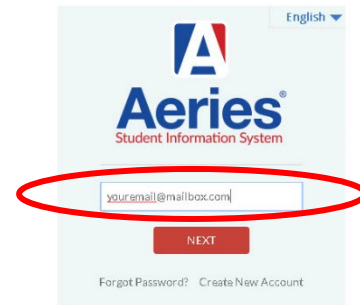 English
Aeries®
Student Information System
youremail@mailbox.com
NEXT
Forgot Password? Create New Account